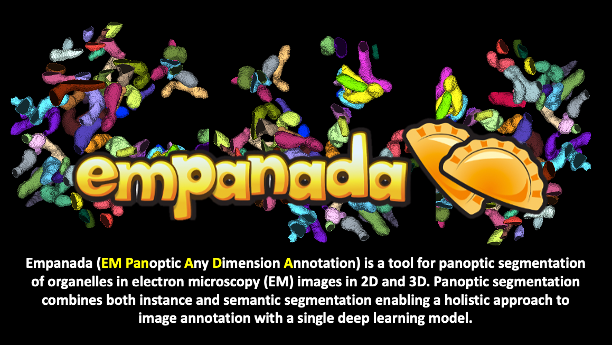 empanada
Empanada (EM Panoptic Any Dimension Annotation) is a tool for panoptic segmentation
of organelles in electron microscopy (EM) images in 2D and 3D. Panoptic segmentation
combines both instance and semantic segmentation enabling a holistic approach to
image annotation with a single deep learning model.